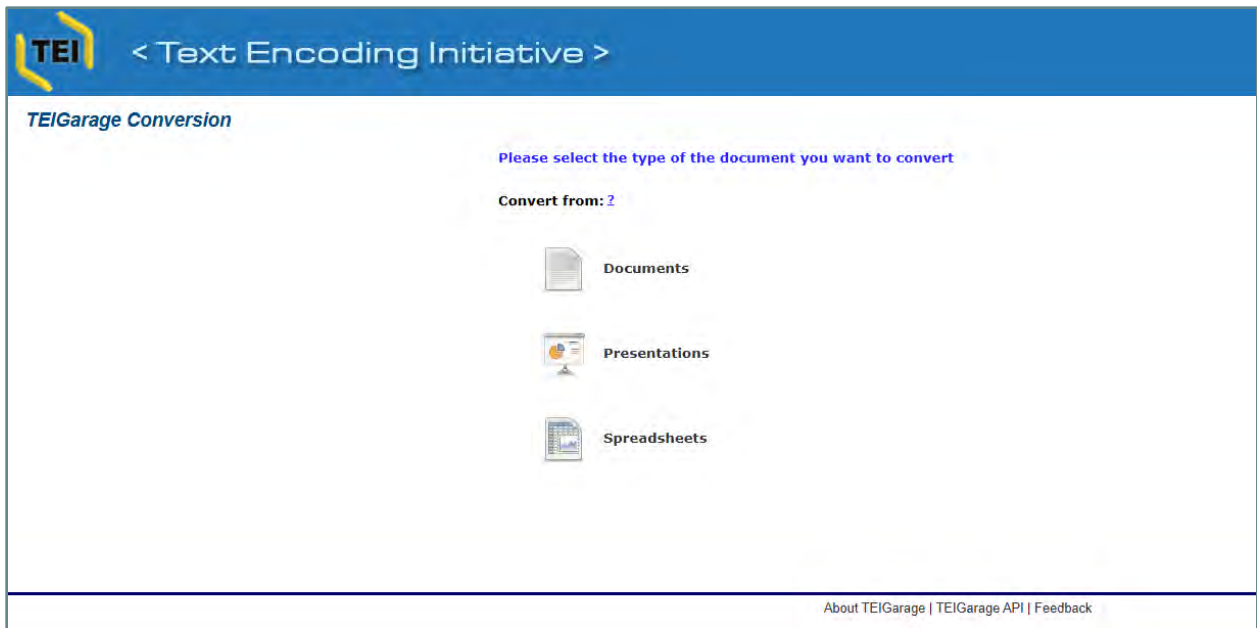 TEI
< Text Encoding Initiative >
TEIGarage Conversion
Please select the type of the document you want to convert
Convert from: ?
Documents
Presentations
Spreadsheets
About TEIGarage | TEIGarage API | Feedback